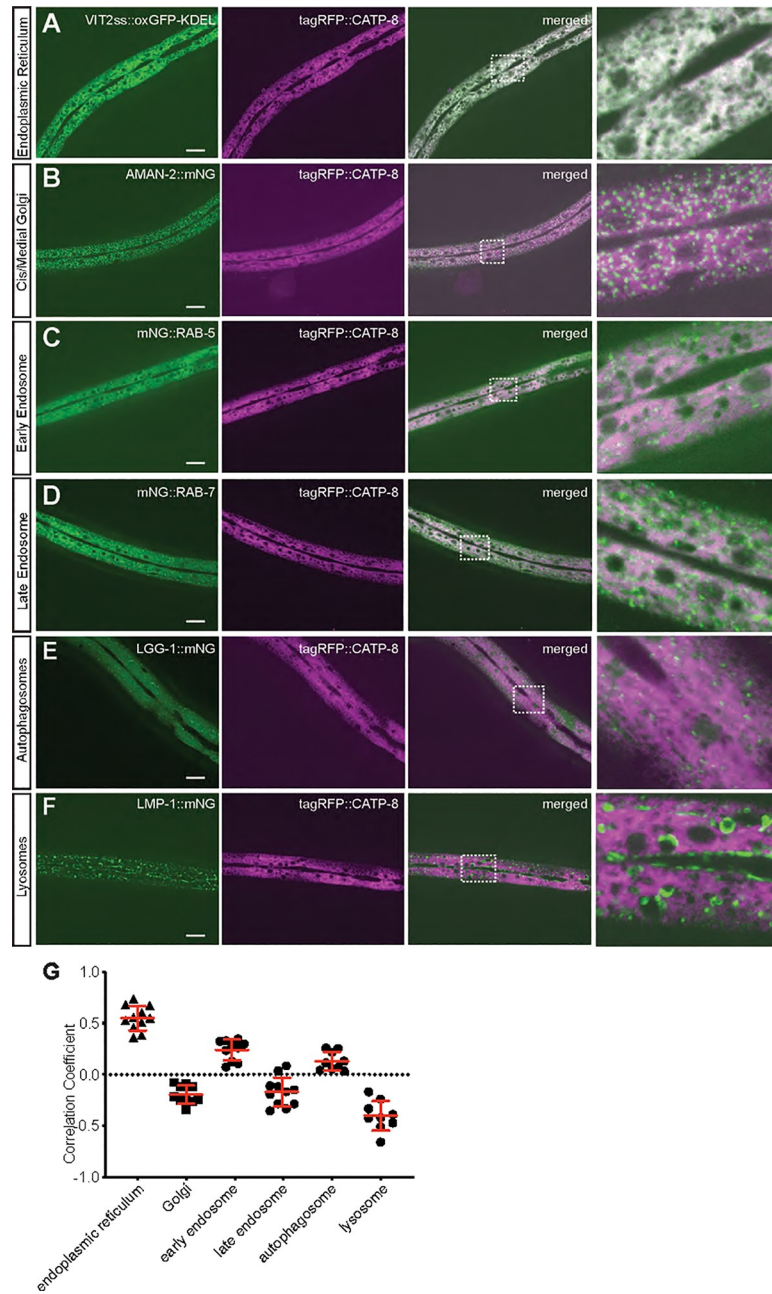 Endoplasmic Reticulum
A
VIT2ss::oxGFP-KDEL
tagRFP::CATP-8
merged
Cis/Medial Golgi
B
AMAN-2::mNG
tagRFP::CATP-8
merged
Early Endosome
C
mNG::RAB-5
tagRFP::CATP-8
merged
Late Endosome
D
mNG::RAB-7
tagRFP::CATP-8
merged
Autophagosomes
E
LGG-1::mNG
tagRFP::CATP-8
merged
Lyosomes
F
LMP-1::mNG
tagRFP::CATP-8
merged
G
Correlation Coefficient
1.0
0.5
0.0
-0.5
-1.0
endoplasmic reticulum
Golgi
early endosome
late endosome
autophagosome
lysosome